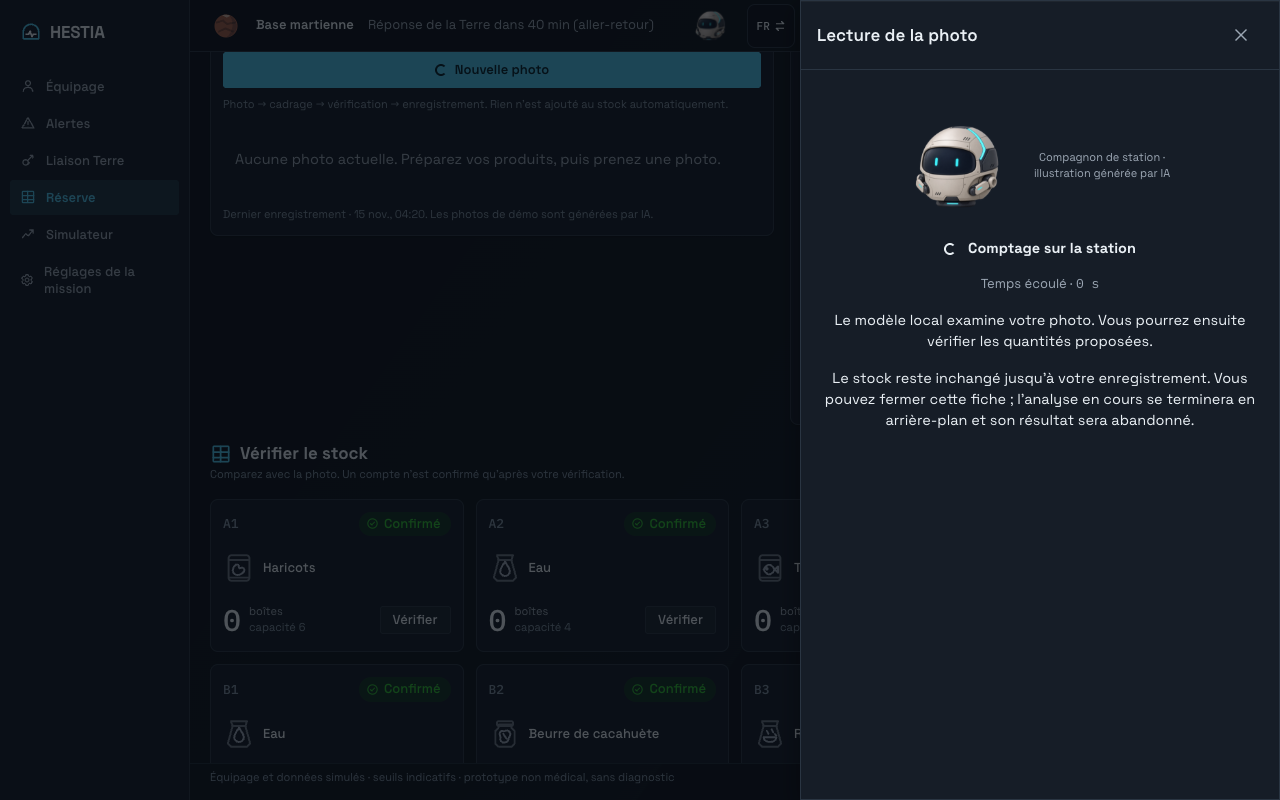 HESTIA
Équipage
Alertes
Liaison Terre
Réserve
Simulateur
Réglages de la
mission
Base martienne Réponse de la Terre dans 40 min (aller-retour)
FR
Nouvelle photo
Photo → cadrage → vérification → enregistrement. Rien n'est ajouté au stock automatiquement.
Aucune photo actuelle. Préparez vos produits, puis prenez une photo.
Dernier enregistrement · 15 nov., 04:20. Les photos de démo sont générées par IA.
Vérifier le stock
Comparez avec la photo. Un compte n'est confirmé qu'après votre vérification.
A1 Confirmé
Haricots
0 boîtes
capacité 6
Vérifier
A2 Confirmé
Eau
0 boîtes
capacité 4
Vérifier
A3
0
B1 Confirmé
Eau
B2 Confirmé
Beurre de cacahuète
B3
Équipage et données simulés · seuils indicatifs · prototype non médical, sans diagnostic
Lecture de la photo
Compagnon de station ·
illustration générée par IA
Comptage sur la station
Temps écoulé · 0 s
Le modèle local examine votre photo. Vous pourrez ensuite
vérifier les quantités proposées.
Le stock reste inchangé jusqu'à votre enregistrement. Vous
pouvez fermer cette fiche ; l'analyse en cours se terminera en
arrière-plan et son résultat sera abandonné.